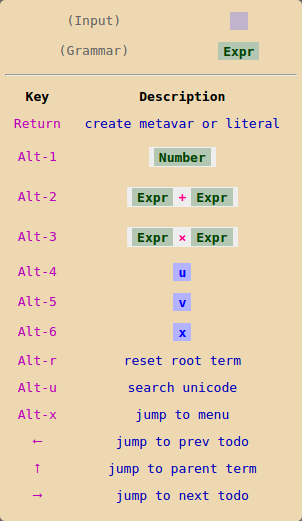 (Input)
(Grammar) Expr
Key Description
Return create metavar or literal
Alt-1 Number
Alt-2 Expr + Expr
Alt-3 Expr × Expr
Alt-4 u
Alt-5 v
Alt-6 x
Alt-r reset root term
Alt-u search unicode
Alt-x jump to menu
← jump to prev todo
↑ jump to parent term
→ jump to next todo